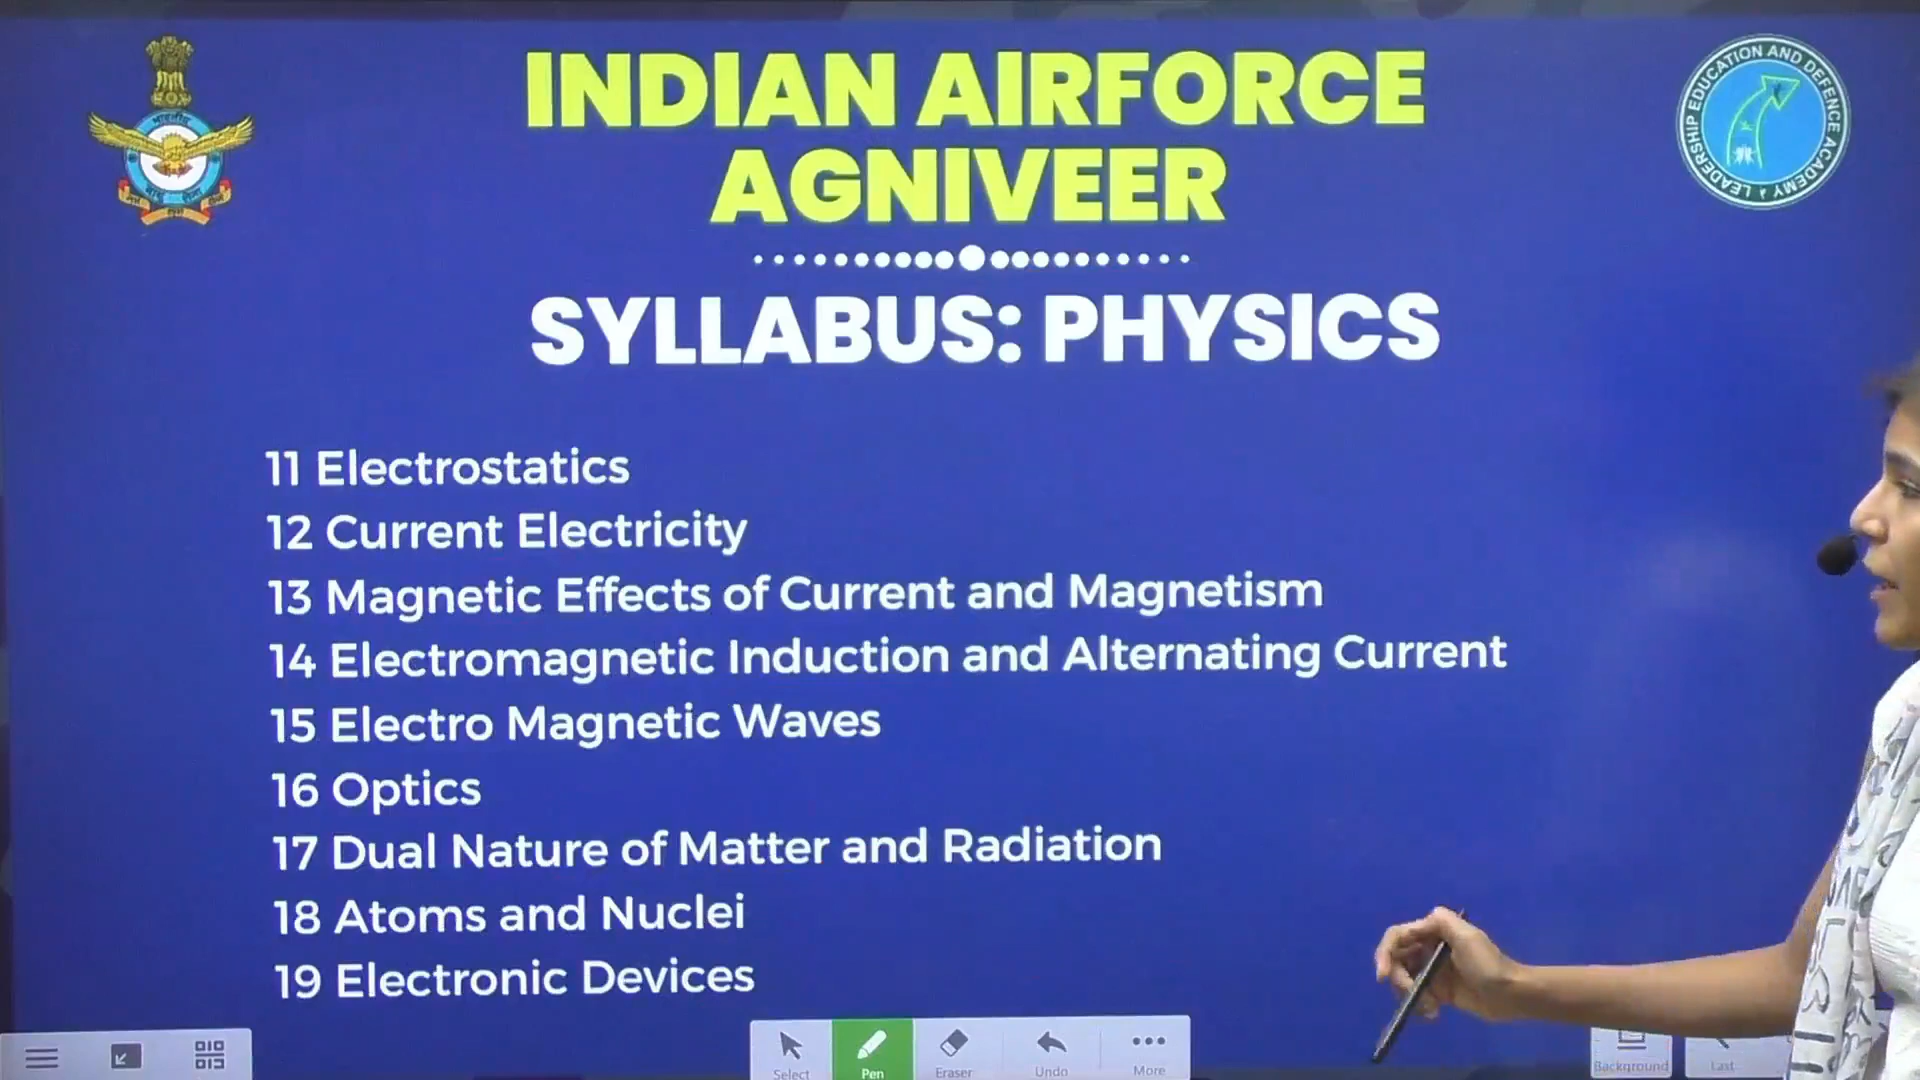 INDIAN AIRFORCE
AGNIVEER
SYLLABUS: PHYSICS
LEADERSHIP EDUCATION AND DEFENCE ACADEMY
11 Electrostatics
12 Current Electricity
13 Magnetic Effects of Current and Magnetism
14 Electromagnetic Induction and Alternating Current
15 Electro Magnetic Waves
16 Optics
17 Dual Nature of Matter and Radiation
18 Atoms and Nuclei
19 Electronic Devices
Select
Pen
Eraser
Undo
More
Background
Last